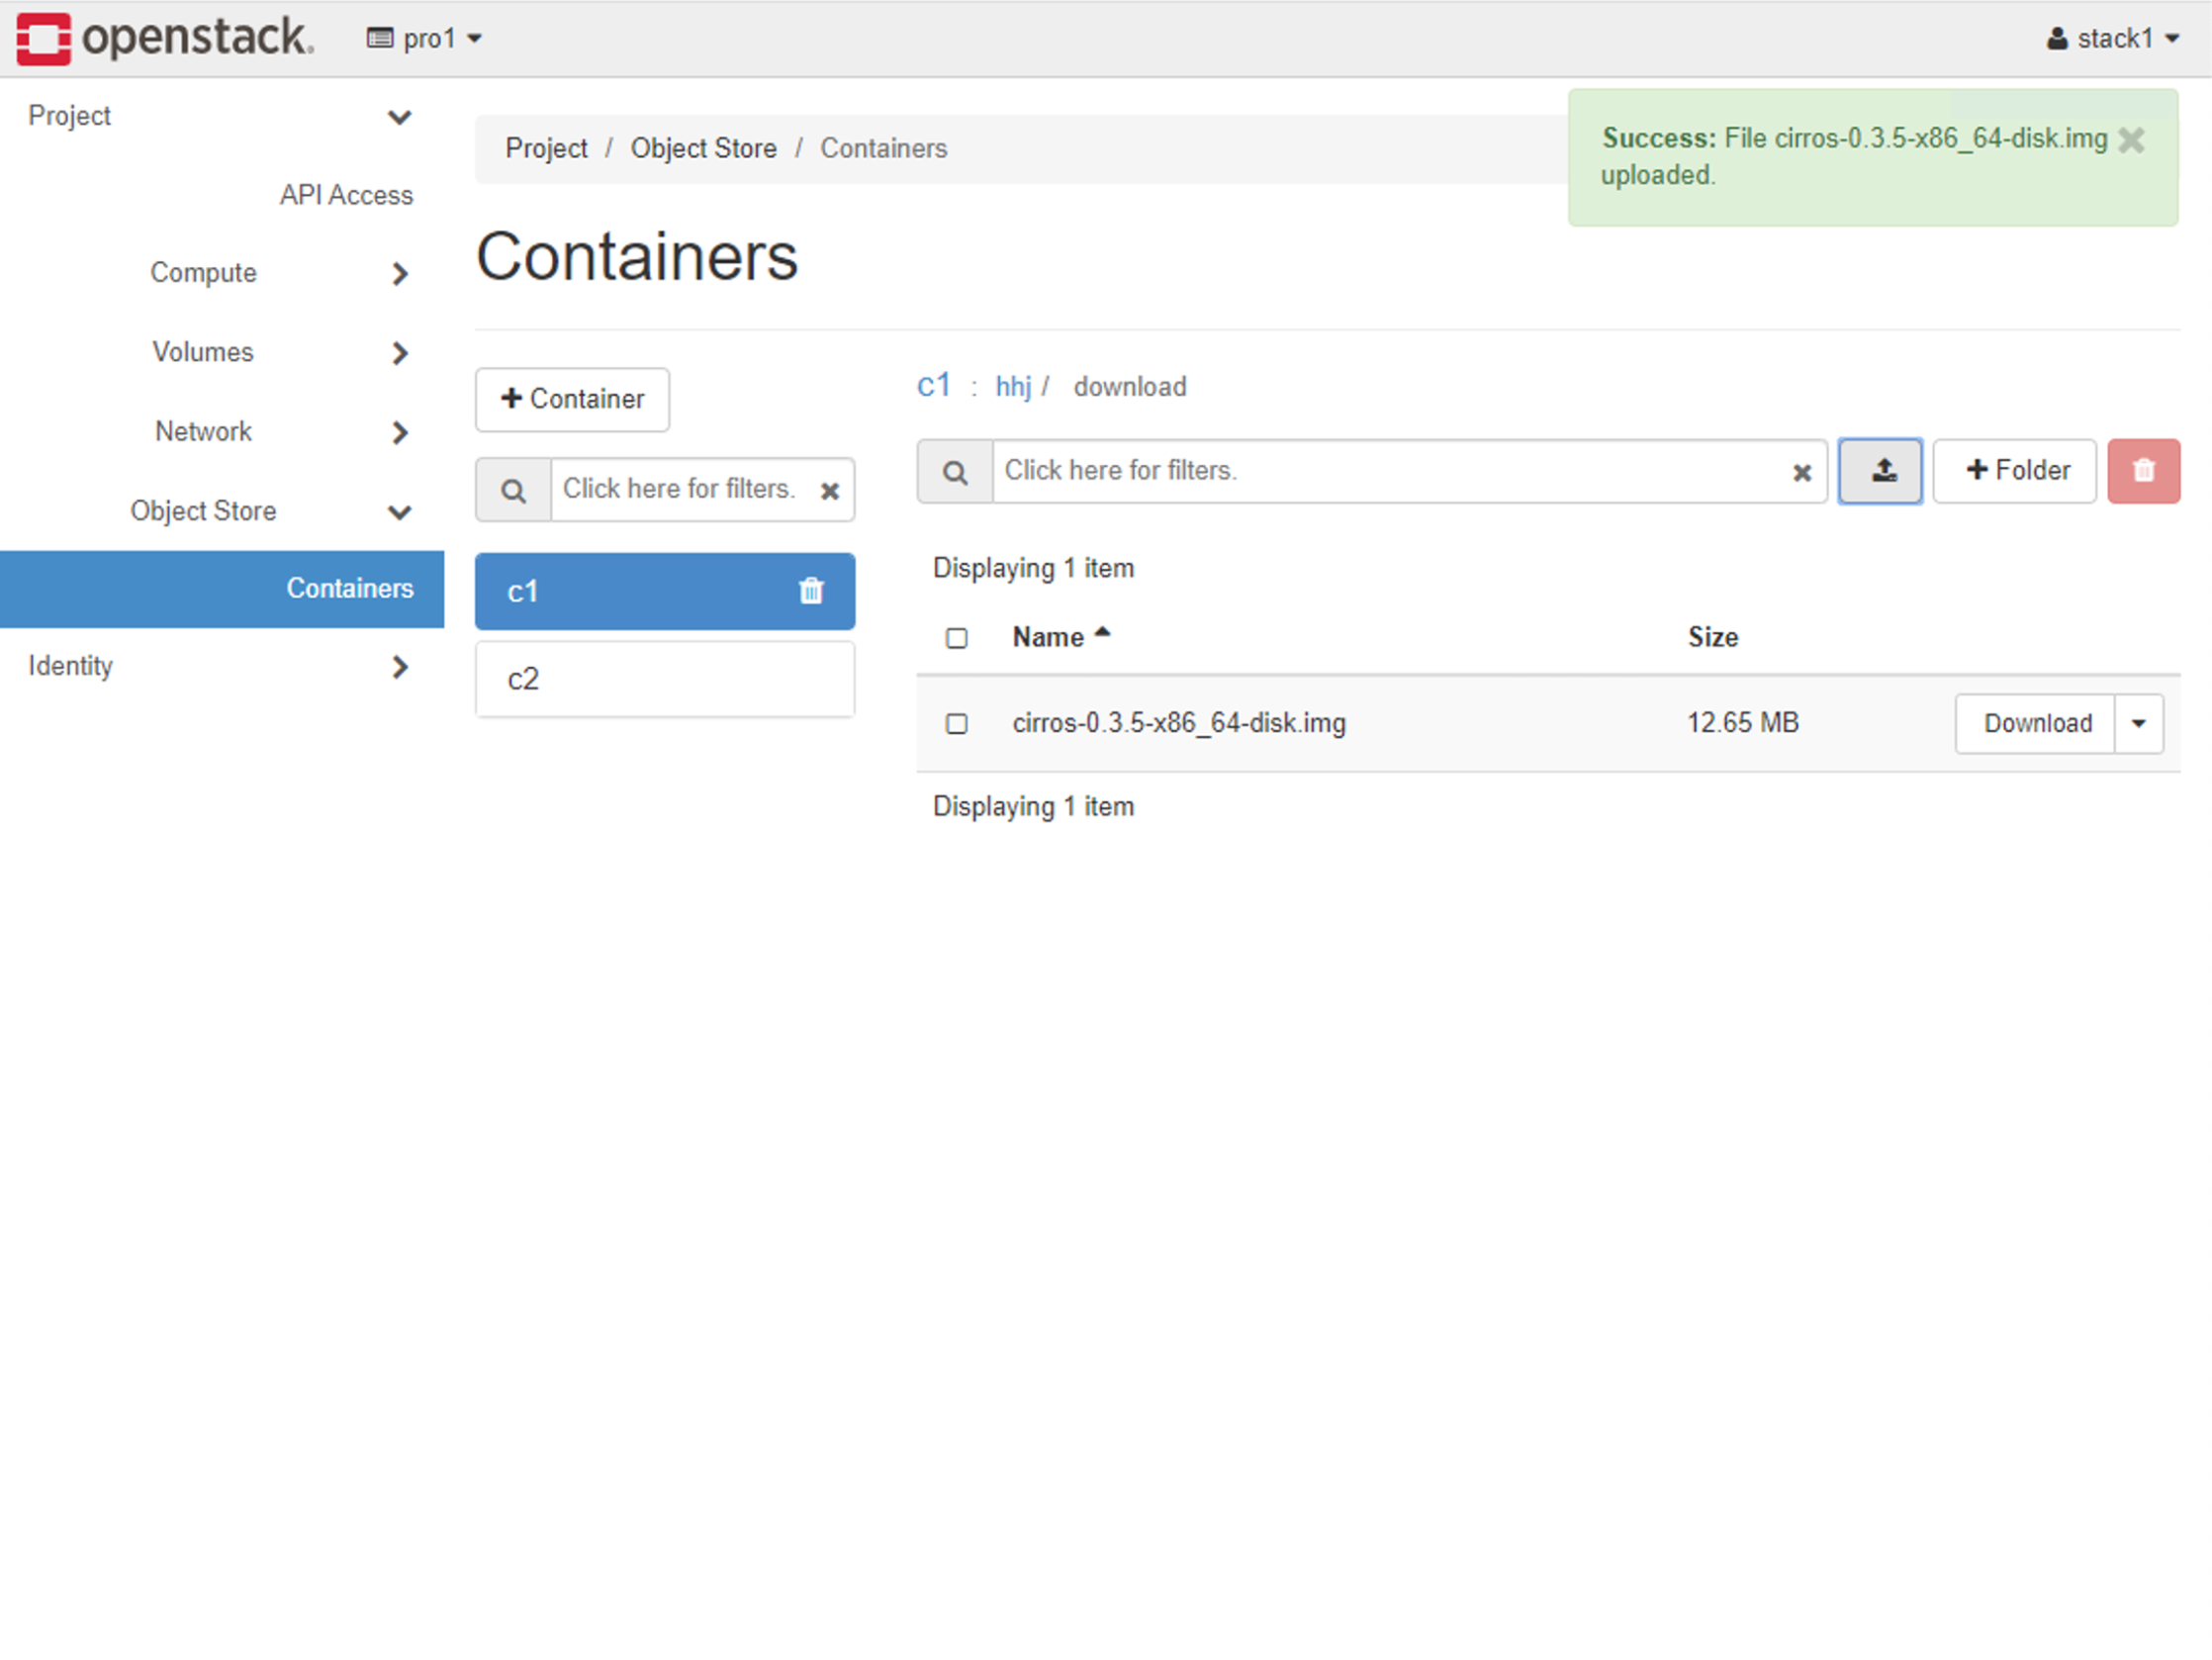 openstack.
pro1
stack1
Project
API Access
Compute
Volumes
Network
Object Store
Containers
Identity
Project / Object Store / Containers
Success: File cirros-0.3.5-x86_64-disk.img
uploaded.
Containers
+ Container
Click here for filters.
c1
c2
c1 : hhj / download
Click here for filters.
+ Folder
Displaying 1 item
Name Size
cirros-0.3.5-x86_64-disk.img 12.65 MB Download
Displaying 1 item